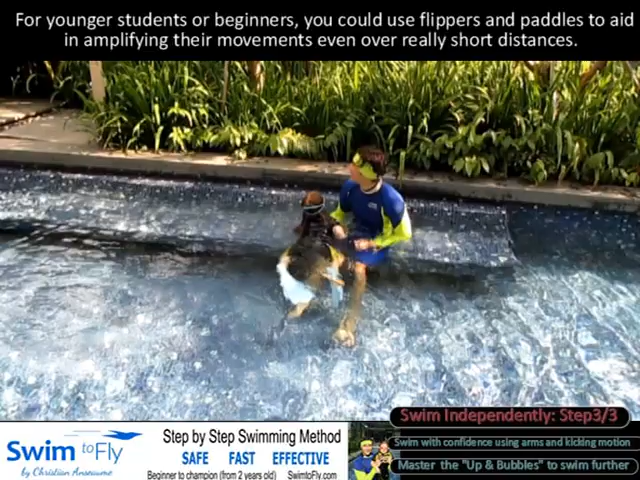 For younger students or beginners, you could use flippers and paddles to aid
in amplifying their movements even over really short distances.
Swim Independently: Step3/3
Swim with confidence using arms and kicking motion
Master the "Up & Bubbles" to swim further
Swim to Fly
by Christian Anseaume
Step by Step Swimming Method
SAFE FAST EFFECTIVE
Beginner to champion (from 2 years old) SwimtoFly.com